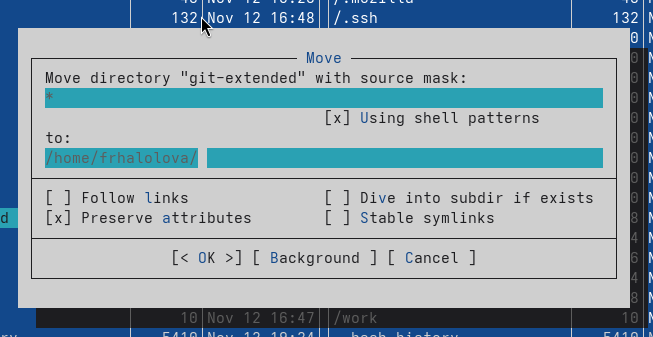 132 Nov 12 16:48 /.ssh 132
Move
Move directory "git-extended" with source mask:
*
[x] Using shell patterns
to:
/home/frhalolova/
[ ] Follow links [ ] Dive into subdir if exists
[x] Preserve attributes [ ] Stable symlinks
[< OK >] [ Background ] [ Cancel ]
10 Nov 12 16:47 /work 10